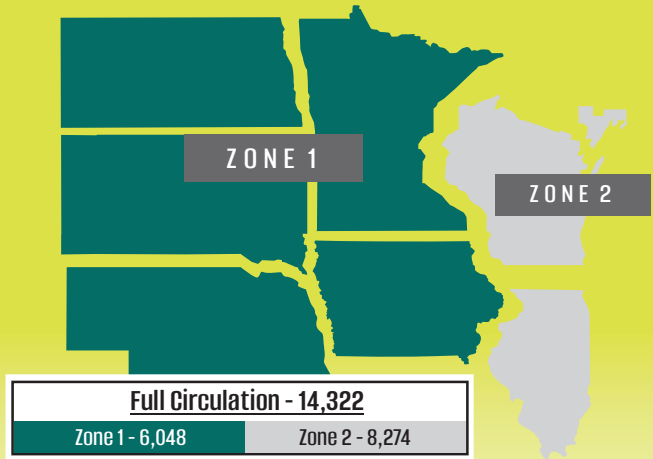 ZONE 1
ZONE 2
Full Circulation - 14,322
Zone 1 - 6,048
Zone 2 - 8,274